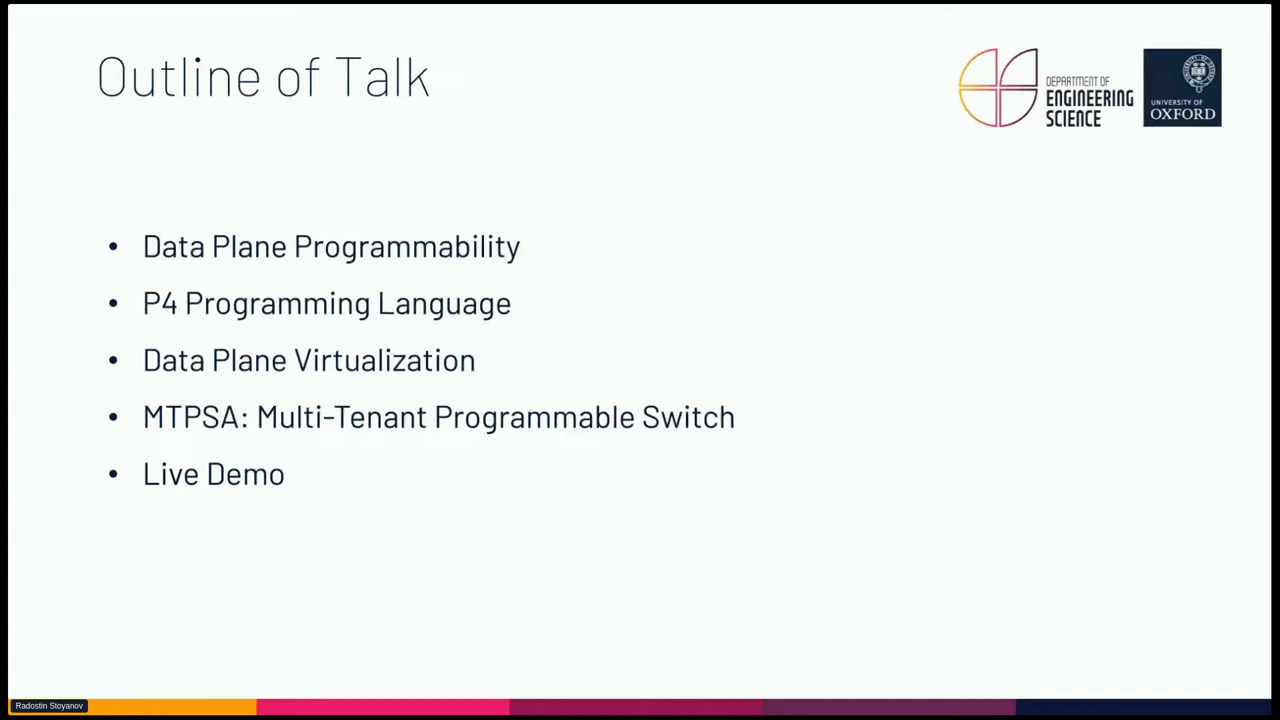 Outline of Talk
DEPARTMENT OF
ENGINEERING
SCIENCE
UNIVERSITY OF
OXFORD
• Data Plane Programmability
• P4 Programming Language
• Data Plane Virtualization
• MTPSA: Multi-Tenant Programmable Switch
• Live Demo
Radostin Stoyanov